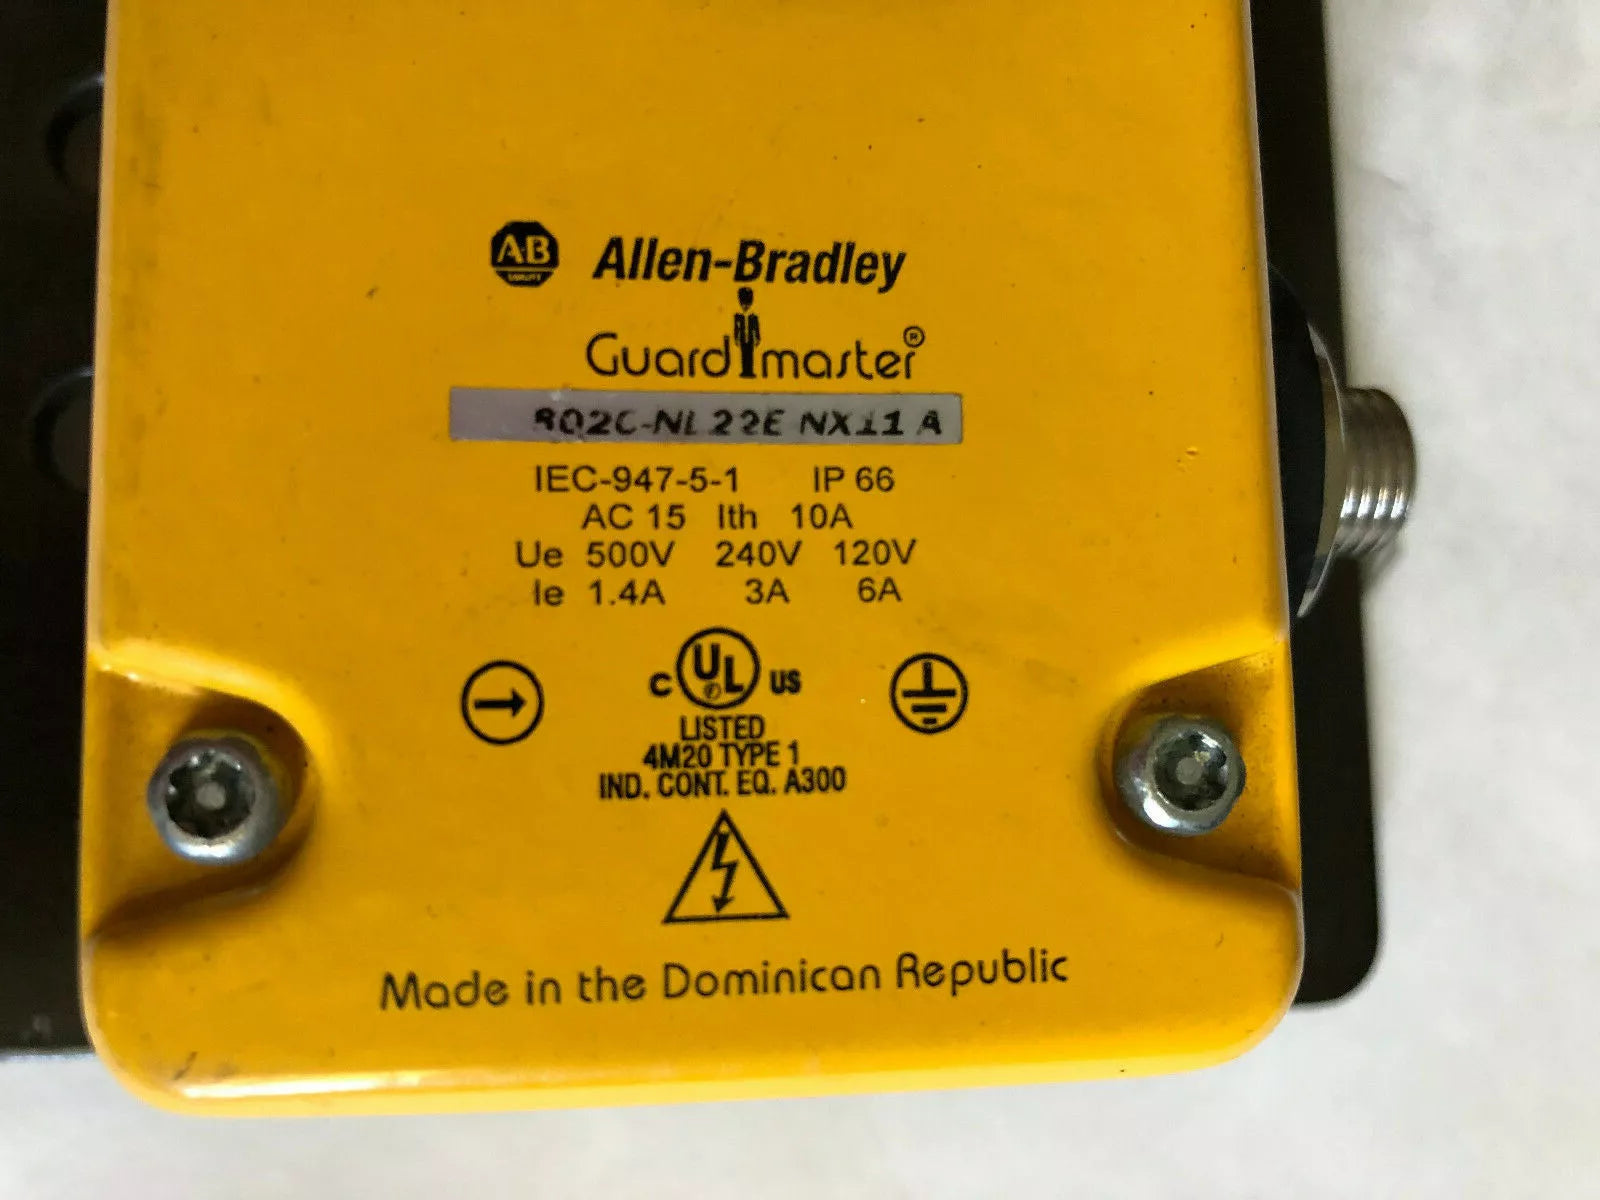 A-B
QUALITY
Allen-Bradley
Guardmaster®
802C-NL22E NX11 A
IEC-947-5-1 IP 66
AC 15 Ith 10A
Ue 500V 240V 120V
Ie 1.4A 3A 6A
C UL US
LISTED
4M20 TYPE 1
IND. CONT. EQ. A300
Made in the Dominican Republic